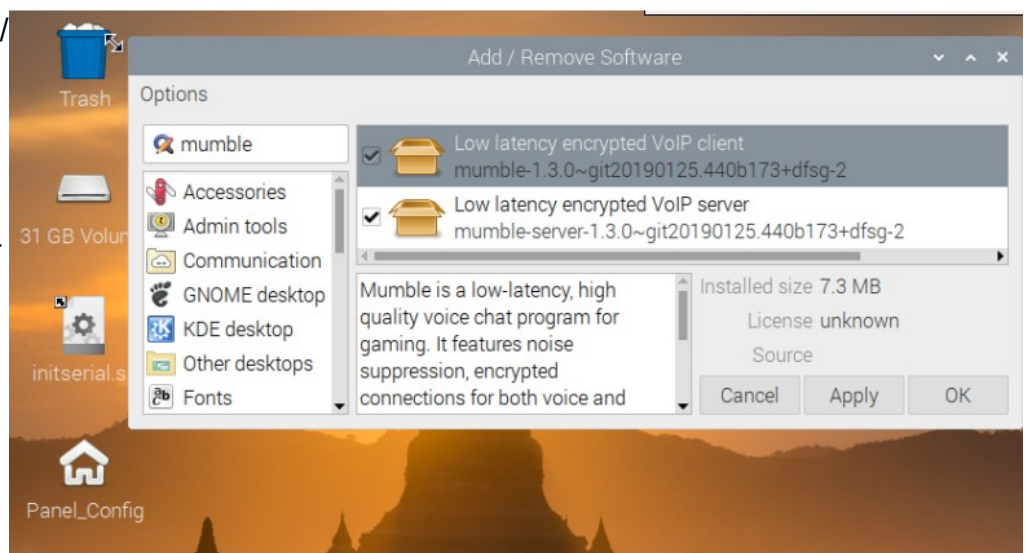 /
Trash
31 GB Volum
initserial.s
Panel_Config
Add / Remove Software
Options
mumble
Accessories
Admin tools
Communication
GNOME desktop
KDE desktop
Other desktops
Fonts
Low latency encrypted VoIP client
mumble-1.3.0~git20190125.440b173+dfsg-2
Low latency encrypted VoIP server
mumble-server-1.3.0~git20190125.440b173+dfsg-2
Mumble is a low-latency, high
quality voice chat program for
gaming. It features noise
suppression, encrypted
connections for both voice and
Installed size 7.3 MB
License unknown
Source
Cancel Apply OK